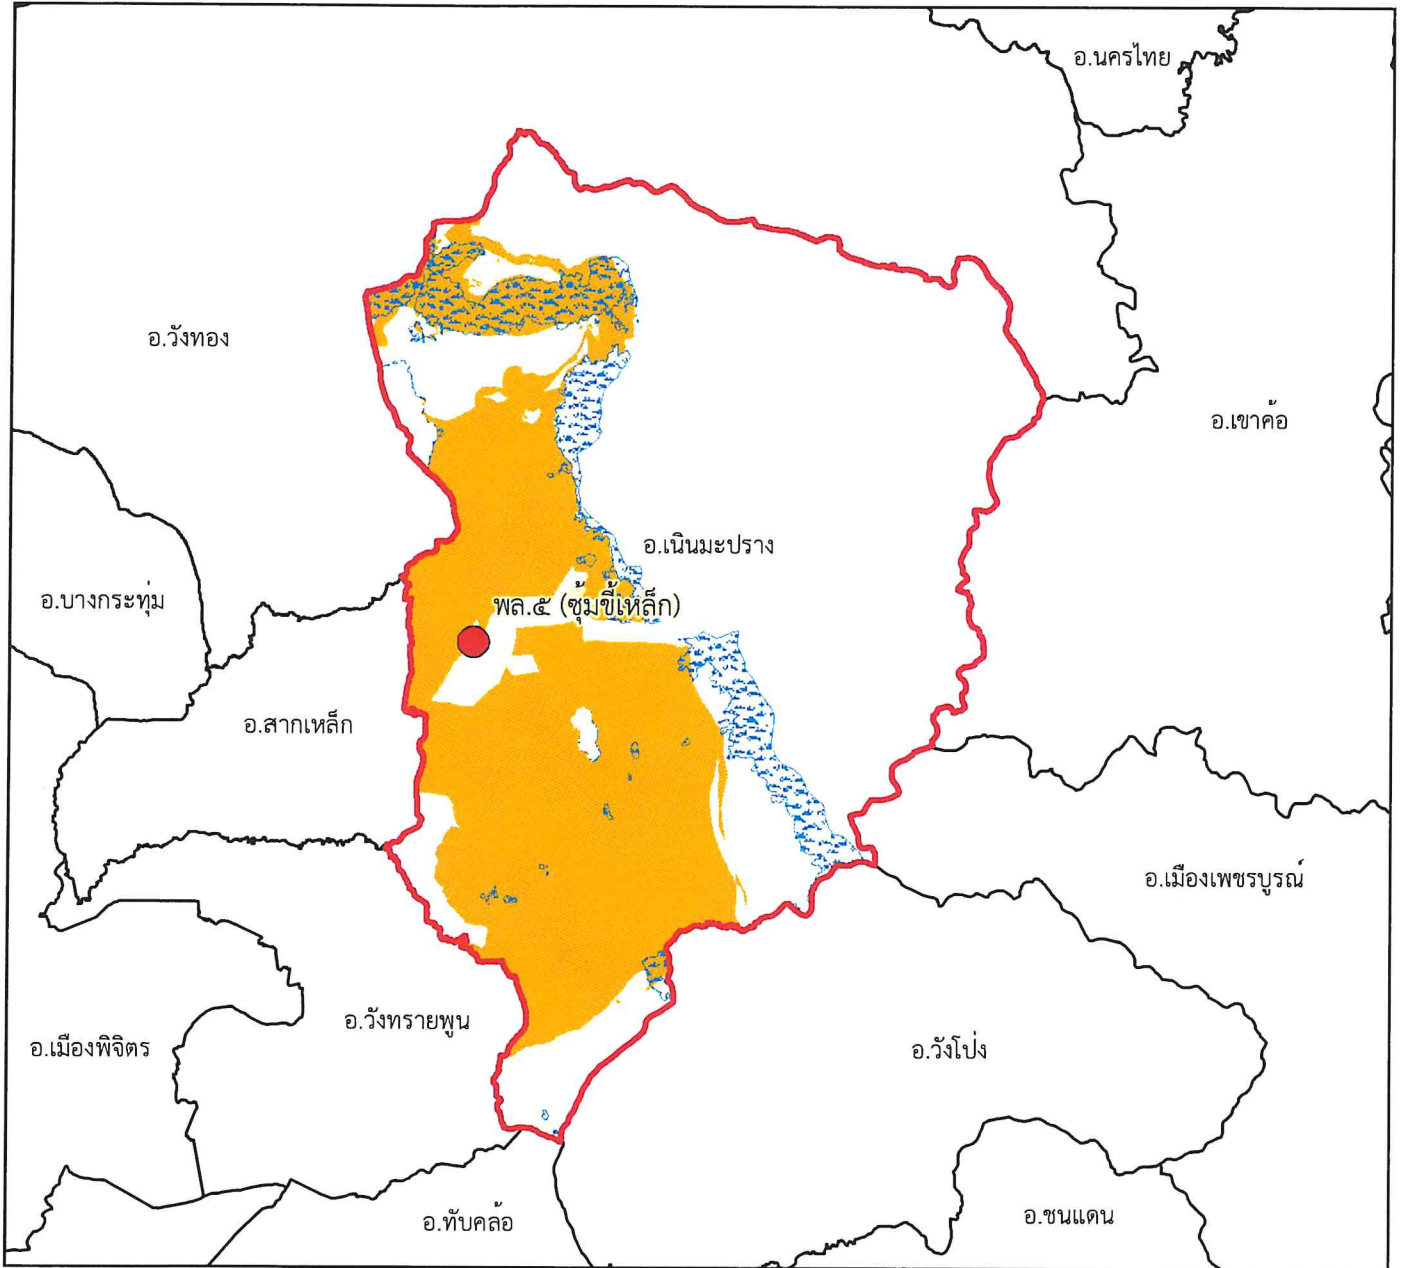 อ.นครไทย
อ.วังทอง
อ.เขาค้อ
อ.เนินมะปราง
อ.บางกระทุ่ม
พล.๕ (ซุ้มขี้เหล็ก)
อ.สากเหล็ก
อ.เมืองเพชรบูรณ์
อ.วังทรายพูน
อ.เมืองพิจิตร
อ.วังโป่ง
อ.ทับคล้อ
อ.ชนแดน